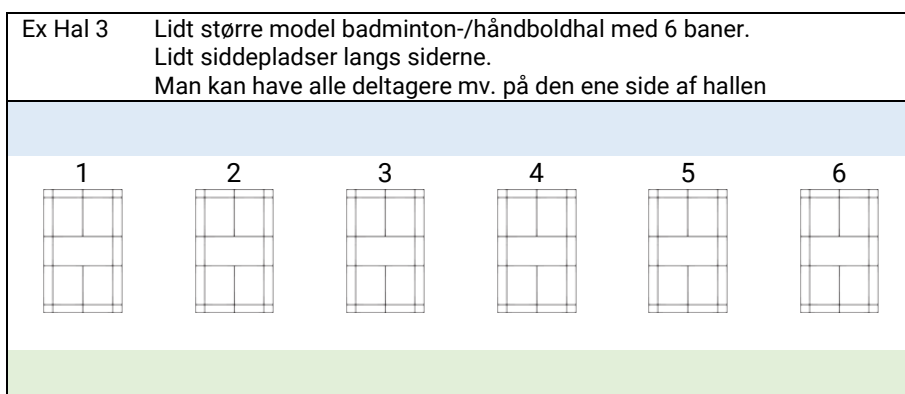 Ex Hal 3 Lidt større model badminton-/håndboldhal med 6 baner.
Lidt siddepladser langs siderne.
Man kan have alle deltagere mv. på den ene side af hallen
1 2 3 4 5 6